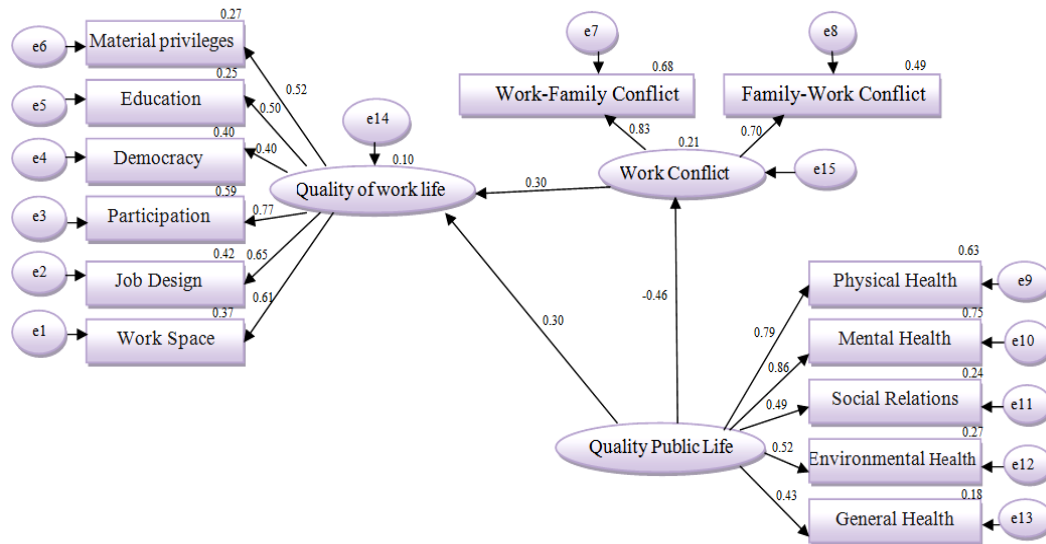 0.27
e6
Material privileges
0.52
0.25
e5
Education
0.50
0.40
e4
Democracy
0.40
0.59
e3
Participation
0.77
0.42
e2
Job Design
0.65
0.37
e1
Work Space
0.61
e14
0.10
Quality of work life
e7
0.68
Work-Family Conflict
0.83
e8
0.49
Family-Work Conflict
0.70
0.21
Work Conflict
e15
0.30
-0.46
0.30
Quality Public Life
0.63
Physical Health
e9
0.79
0.75
Mental Health
e10
0.86
0.24
Social Relations
e11
0.49
0.27
Environmental Health
e12
0.52
0.18
General Health
e13
0.43